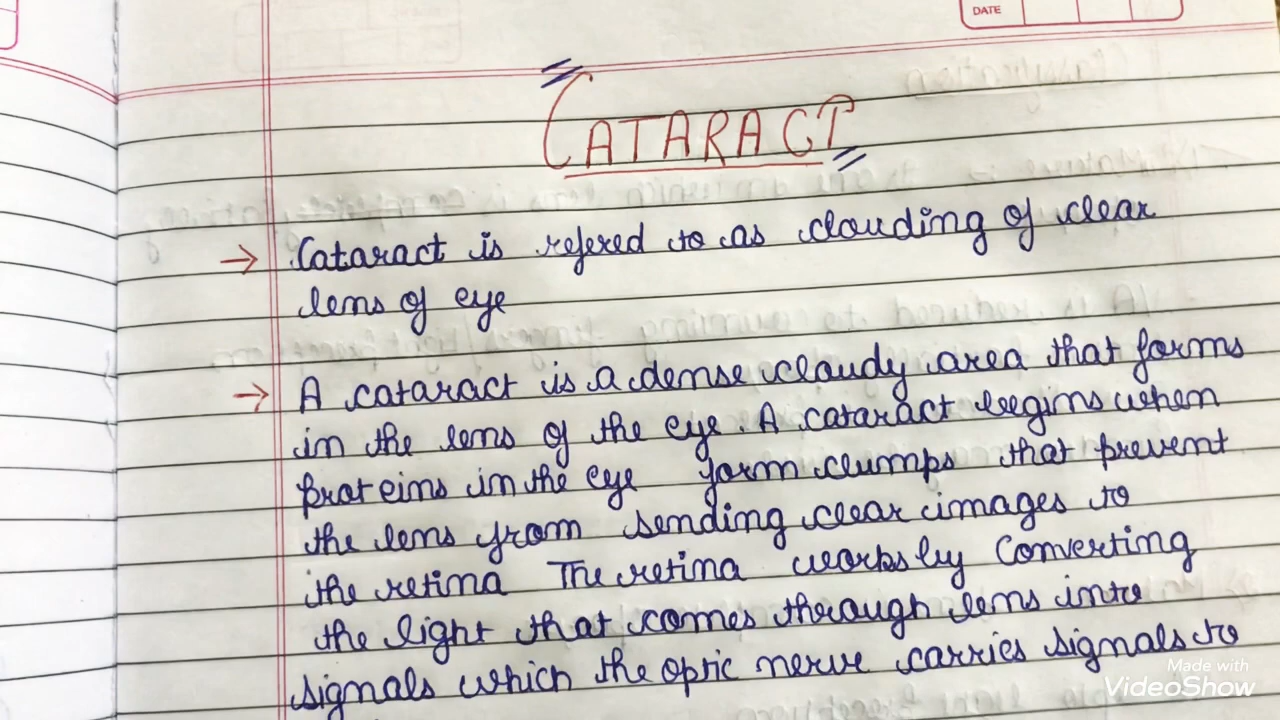 DATE
CATARACT
→ Cataract is refered to as clouding of clear
lens of eye
→ A cataract is a dense cloudy area that forms
in the lens of the eye. A cataract begins when
proteins in the eye form clumps that prevent
the lens from sending clear images to
the retina The retina works by converting
the light that comes through lens into
signals which the optic nerve carries signals to
Made with
VideoShow